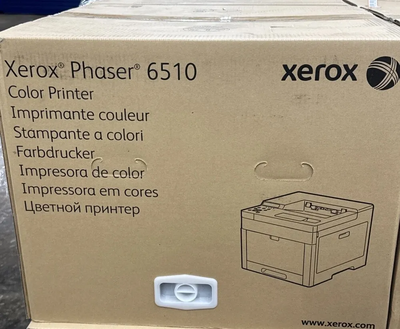 Xerox® Phaser® 6510
xerox
Color Printer
Imprimante couleur
Stampante a colori
Farbdrucker
Impresora de color
Impressora em cores
Цветной принтер
www.xerox.com